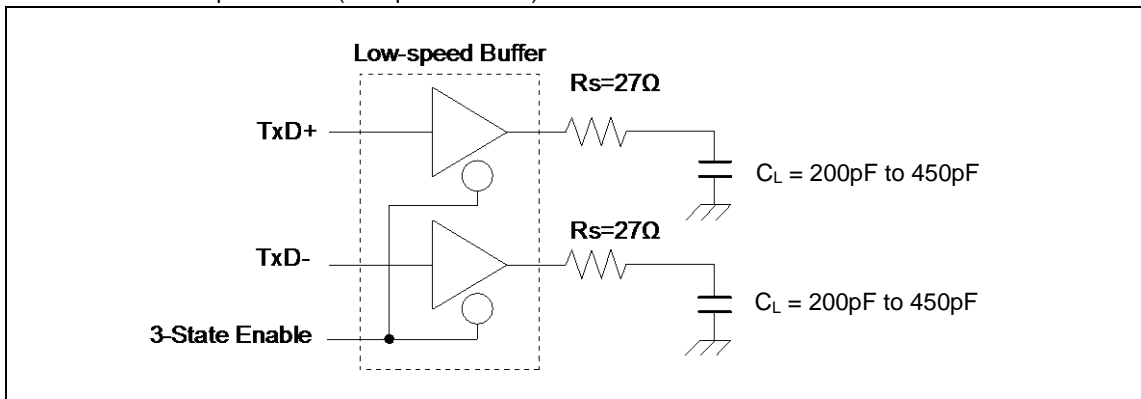 Low-speed Buffer
Rs=27Ω
TxD+
CL = 200pF to 450pF
Rs=27Ω
TxD-
CL = 200pF to 450pF
3-State Enable